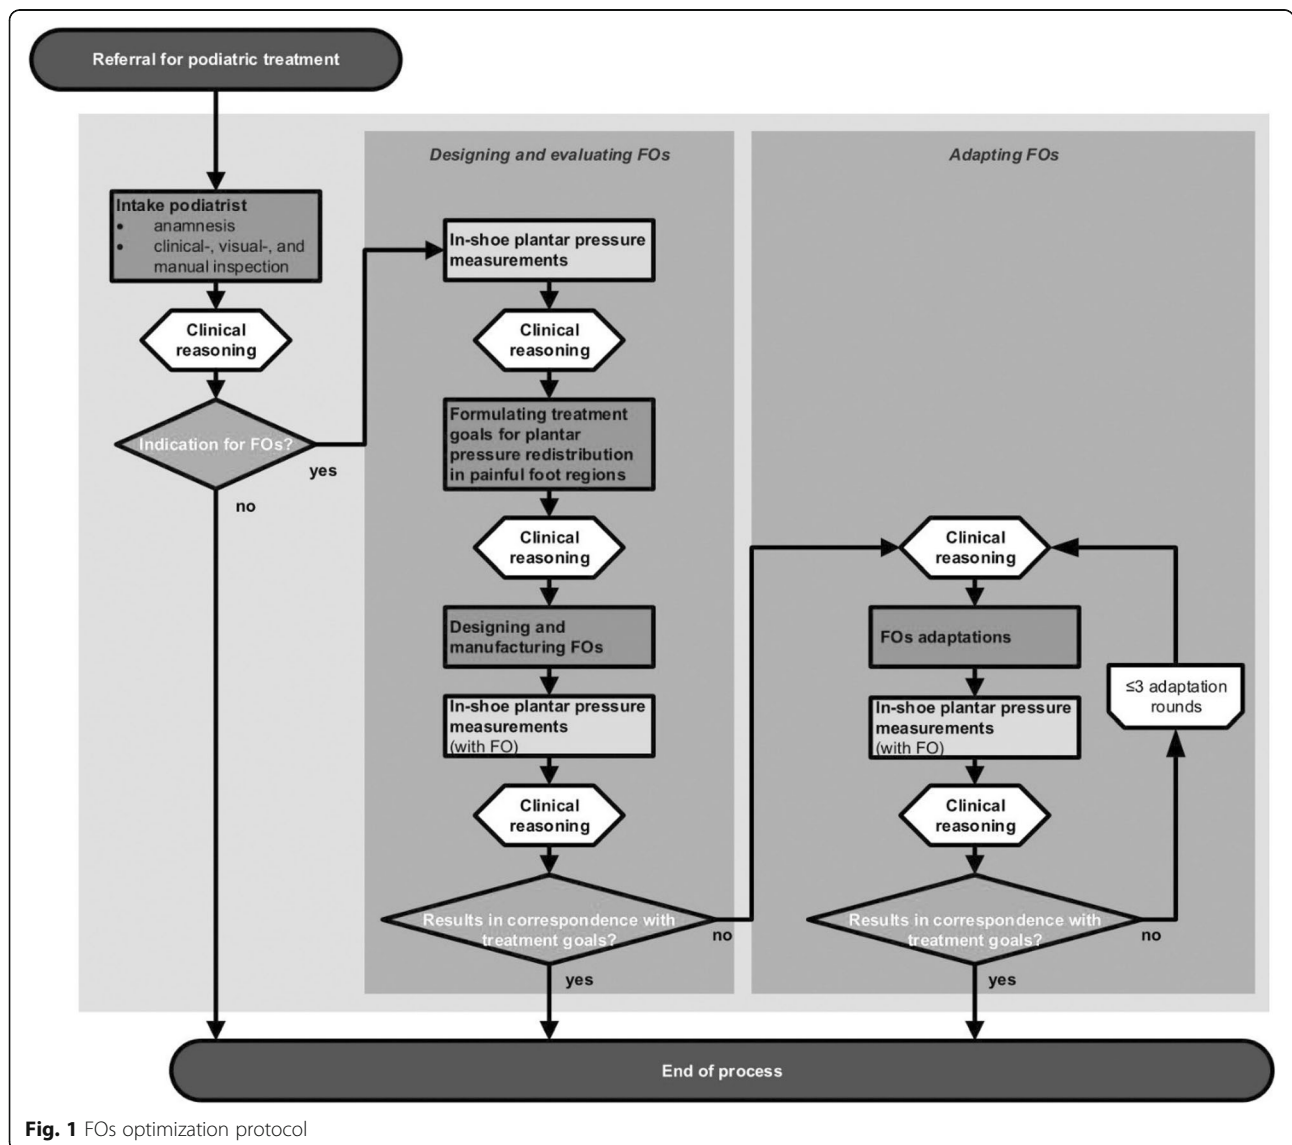 Referral for podiatric treatment
Intake podiatrist
• anamnesis
• clinical-, visual-, and
manual inspection
Clinical
reasoning
Indication for FOs?
yes
no
Designing and evaluating FOs
In-shoe plantar pressure
measurements
Clinical
reasoning
Formulating treatment
goals for plantar
pressure redistribution
in painful foot regions
Clinical
reasoning
Designing and
manufacturing FOs
In-shoe plantar pressure
measurements
(with FO)
Clinical
reasoning
Results in correspondence with
treatment goals?
no
yes
Adapting FOs
Clinical
reasoning
FOs adaptations
In-shoe plantar pressure
measurements
(with FO)
Clinical
reasoning
Results in correspondence with
treatment goals?
no
yes
≤3 adaptation
rounds
End of process
Fig. 1 FOs optimization protocol